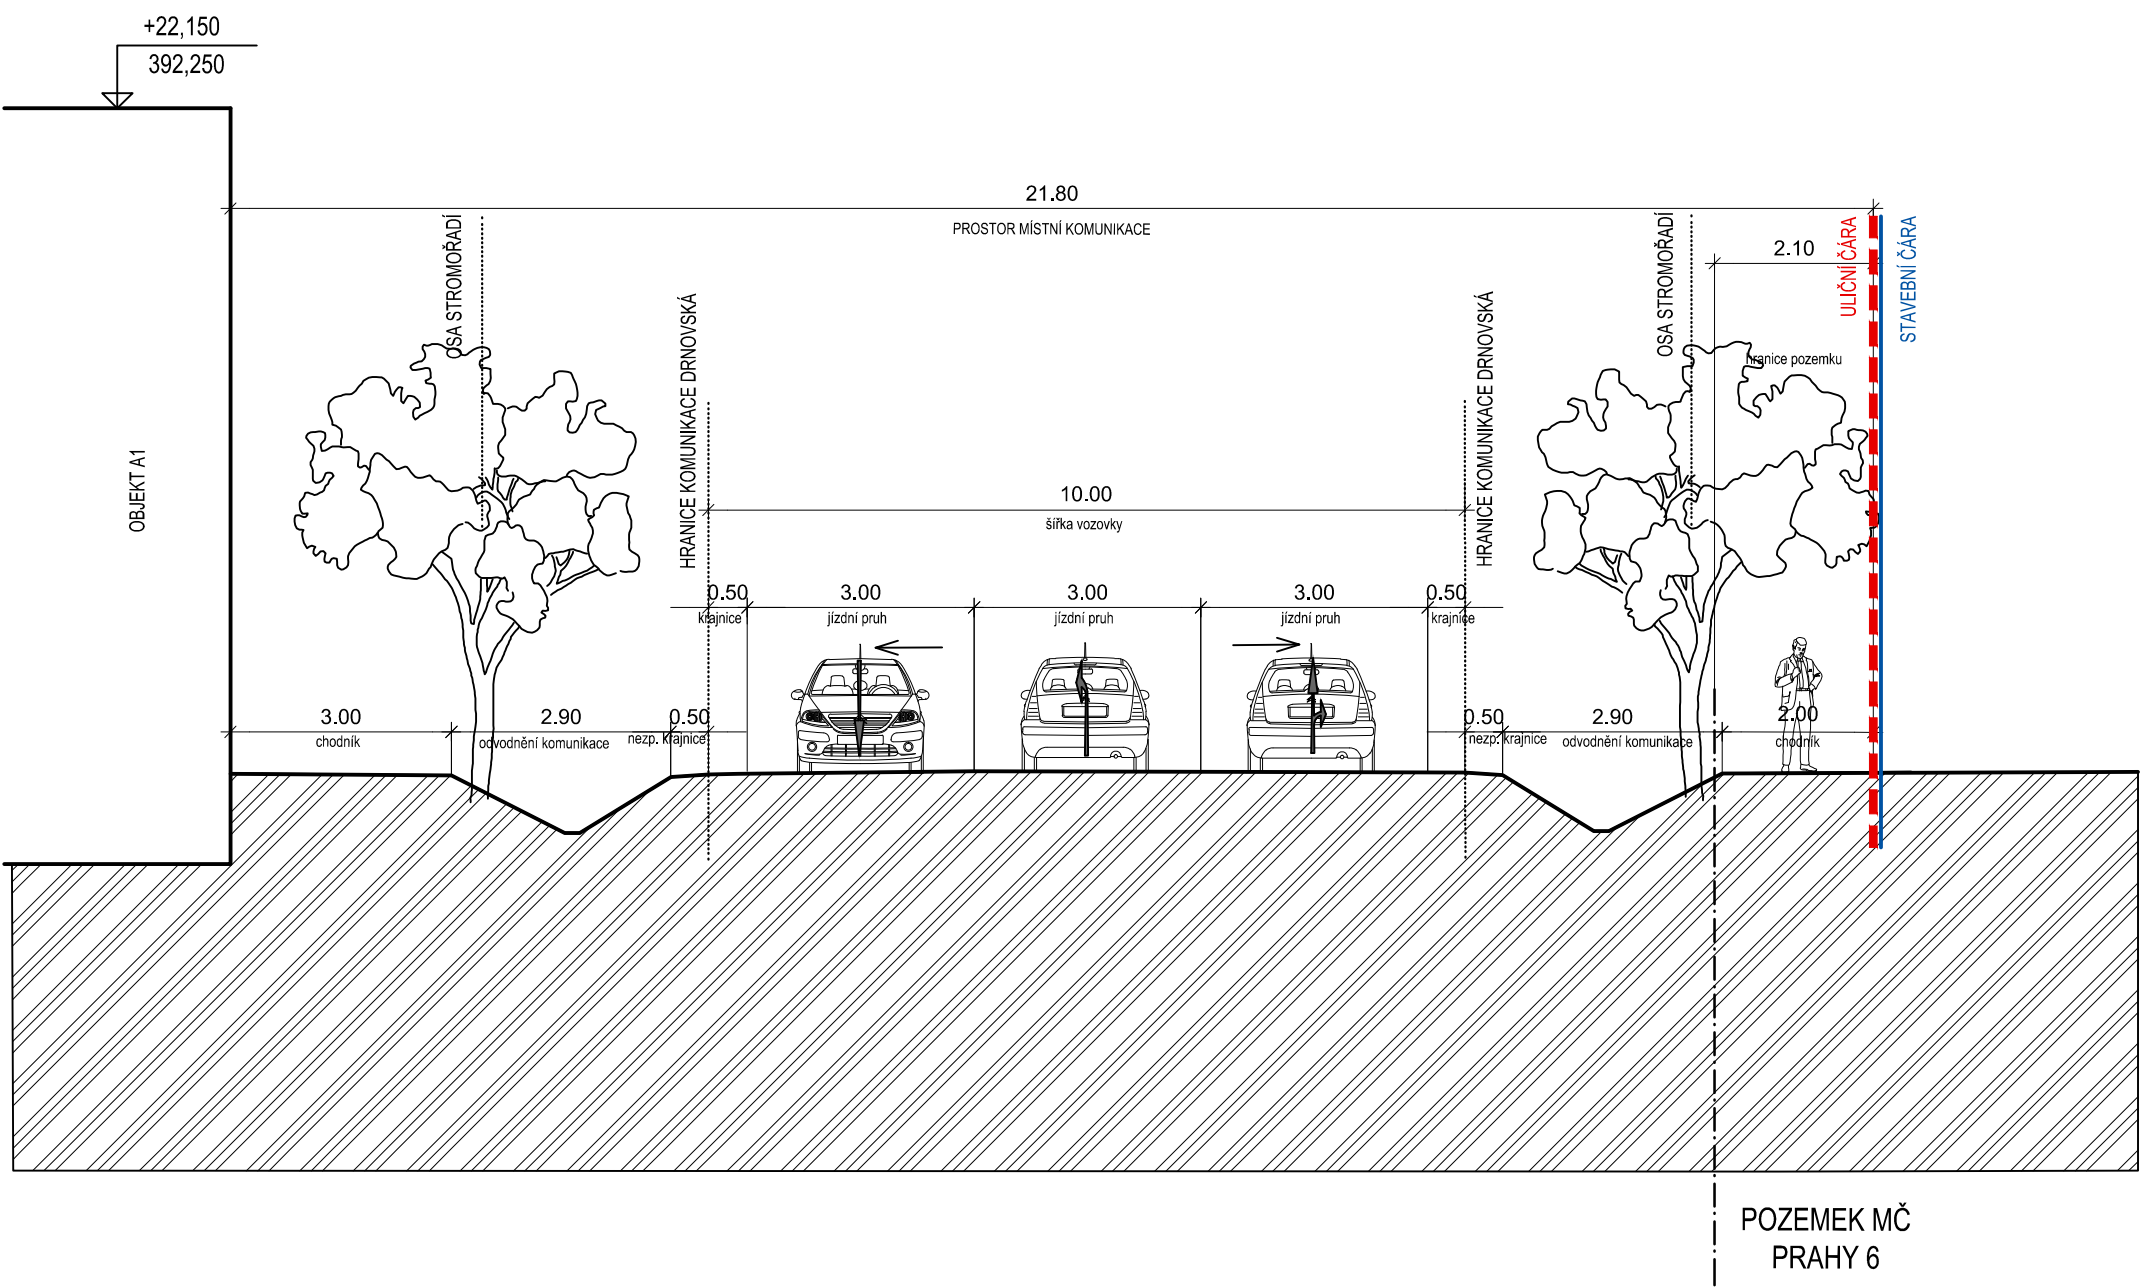 +22,150
392,250
21.80
PROSTOR MÍSTNÍ KOMUNIKACE
OSA STROMOŘADÍ
OSA STROMOŘADÍ
2.10
ULIČNÍ ČÁRA
STAVEBNÍ ČÁRA
HRANICE KOMUNIKACE DRNOVSKÁ
HRANICE KOMUNIKACE DRNOVSKÁ
hranice pozemku
OBJEKT A1
10.00
šířka vozovky
0.50 3.00 3.00 3.00 0.50
krajnice jízdní pruh jízdní pruh jízdní pruh krajnice
3.00 2.90 0.50 0.50 2.90 2.00
chodník odvodnění komunikace nezp. krajnice nezp. krajnice odvodnění komunikace chodník
POZEMEK MČ
PRAHY 6